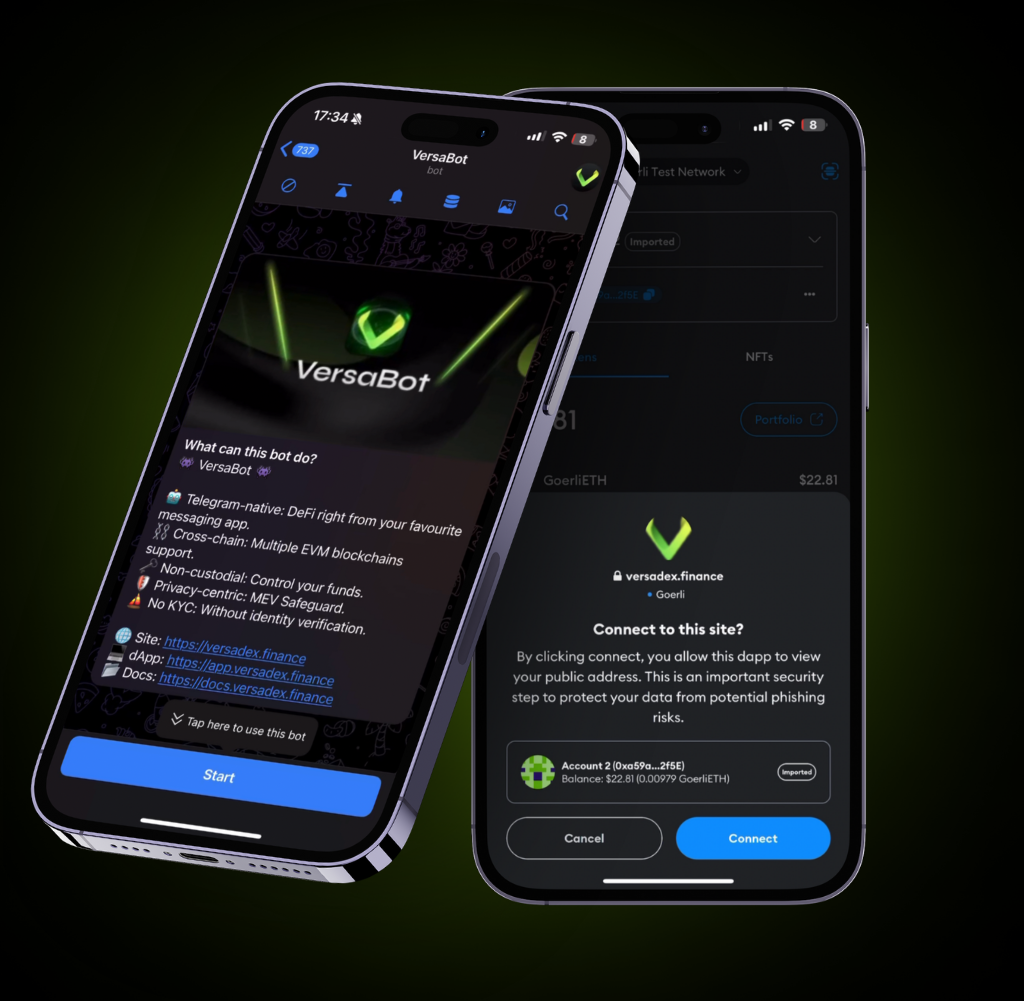 17:34
8
737
VersaBot
bot
VersaBot
What can this bot do?
VersaBot
Telegram-native: DeFi right from your favourite
messaging app.
Cross-chain: Multiple EVM blockchains
support.
Non-custodial: Control your funds.
Privacy-centric: MEV Safeguard.
No KYC: Without identity verification.
Site: https://versadex.finance
dApp: https://app.versadex.finance
Docs: https://docs.versadex.finance
Tap here to use this bot
Start
8
Test Network
Imported
...2f5E
NFTs
81
Portfolio
GoerliETH
$22.81
versadex.finance
Goerli
Connect to this site?
By clicking connect, you allow this dapp to view
your public address. This is an important security
step to protect your data from potential phishing
risks.
Account 2 (0xa59a...2f5E)
Imported
Balance: $22.81 (0.00979 GoerliETH)
Cancel
Connect